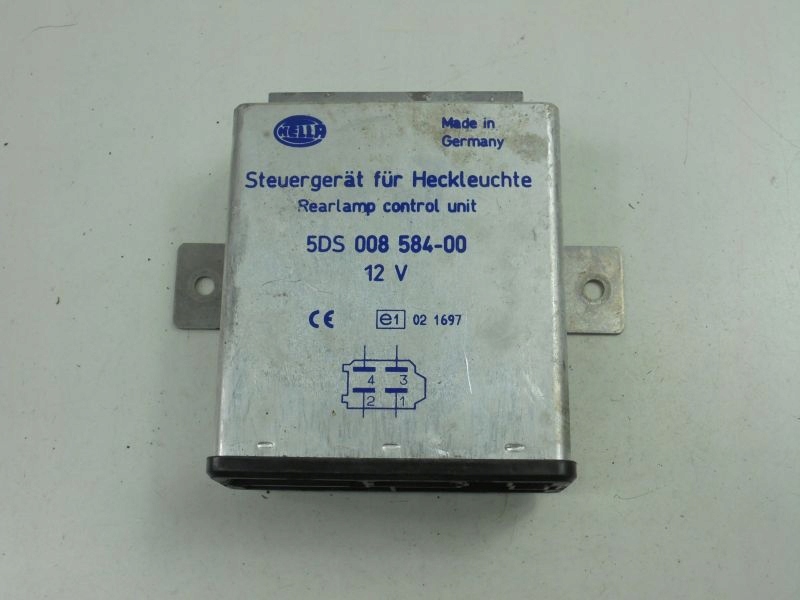 HELLA
Made in
Germany
Steuergerät für Heckleuchte
Rearlamp control unit
5DS 008 584-00
12 V
CE e1 02 1697
4 3
2 1